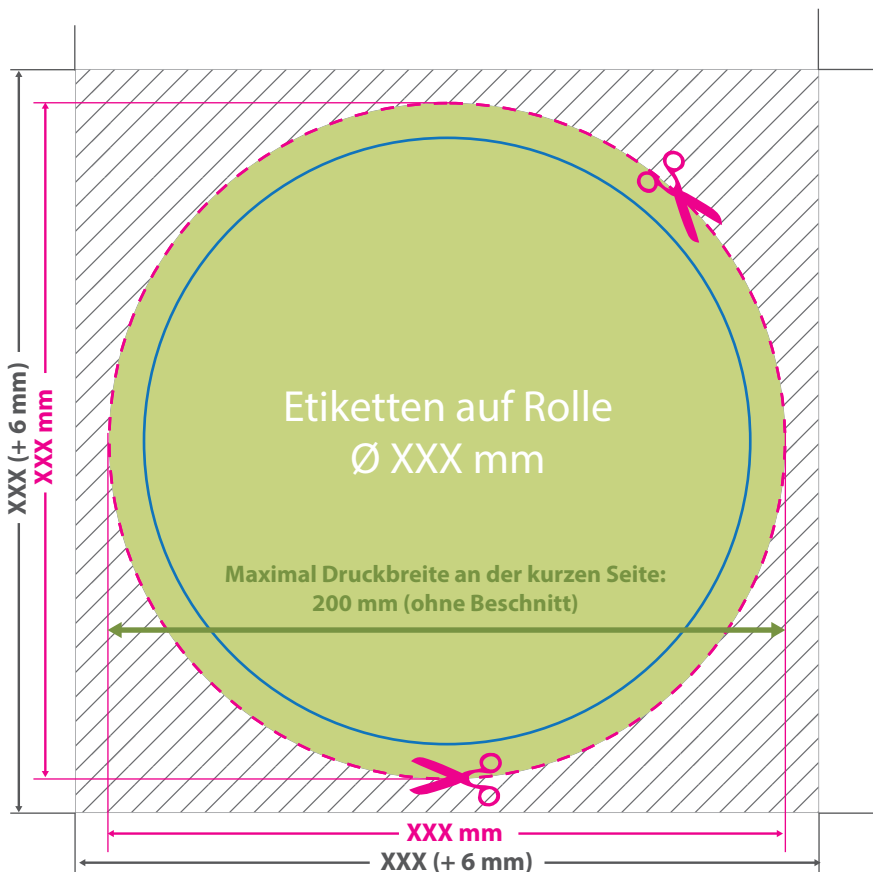 XXX (+ 6 mm)
XXX mm
Etiketten auf Rolle
Ø XXX mm
Maximal Druckbreite an der kurzen Seite:
200 mm (ohne Beschnitt)
XXX mm
XXX (+ 6 mm)